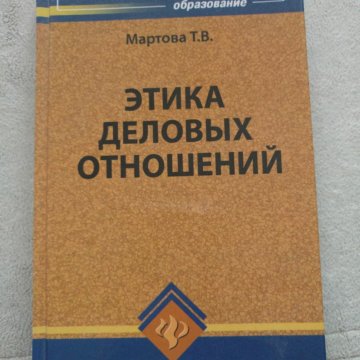 образование
Мартова Т.В.
ЭТИКА
ДЕЛОВЫХ
ОТНОШЕНИЙ